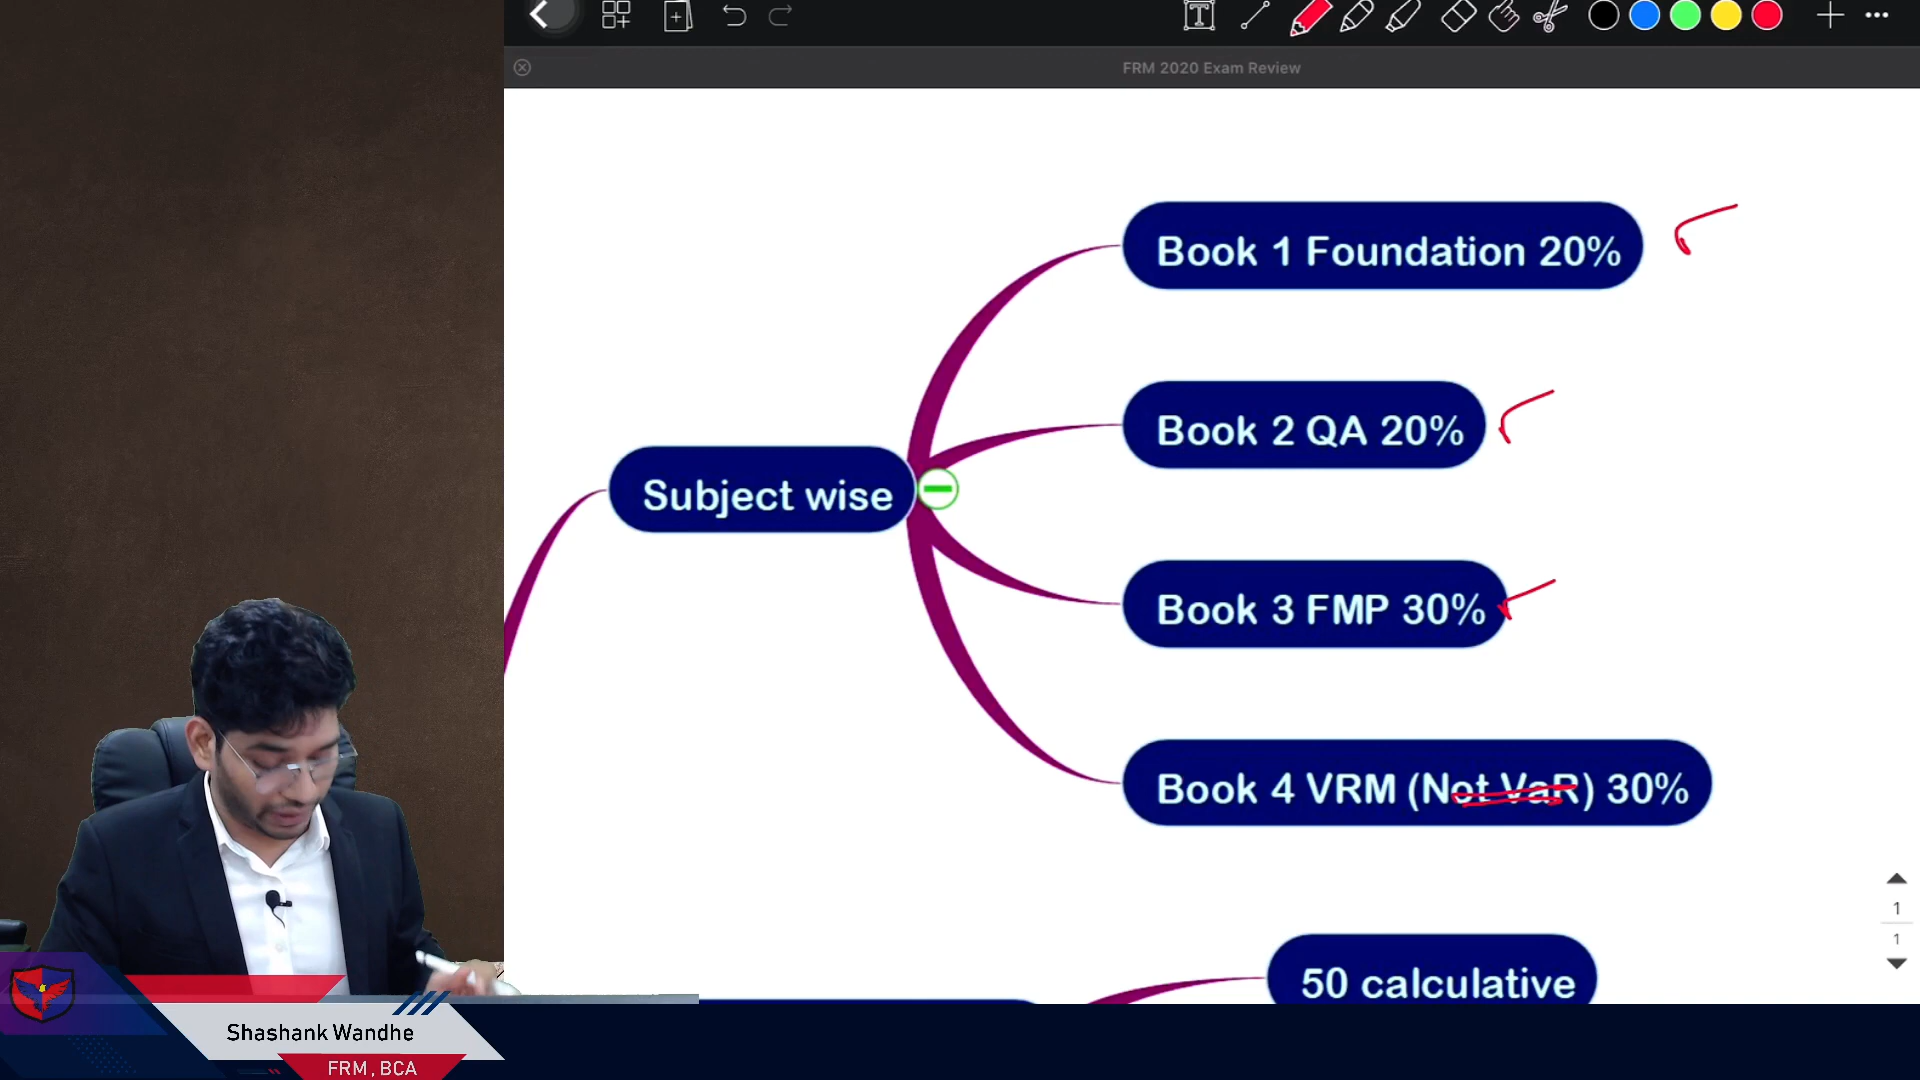 FRM 2020 Exam Review
Book 1 Foundation 20%
Book 2 QA 20%
Subject wise
Book 3 FMP 30%
Book 4 VRM (Not VaR) 30%
1
1
50 calculative
Shashank Wandhe
FRM, BCA